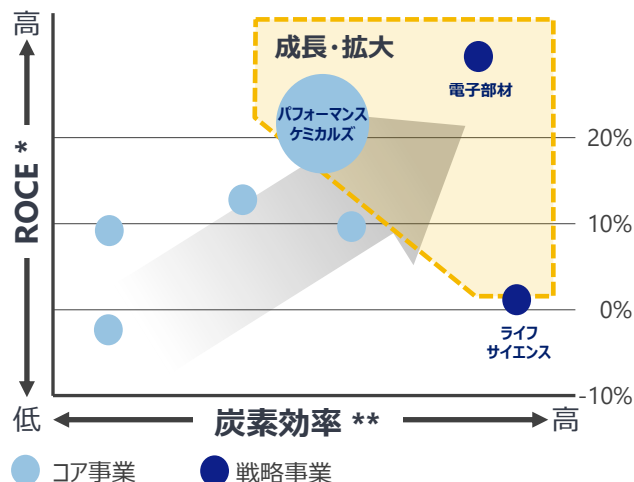 高
成長・拡大
電子部材
パフォーマンス
ケミカルズ
20%
ROCE *
10%
0%
ライフ
サイエンス
-10%
低
炭素効率 **
高
コア事業
戦略事業